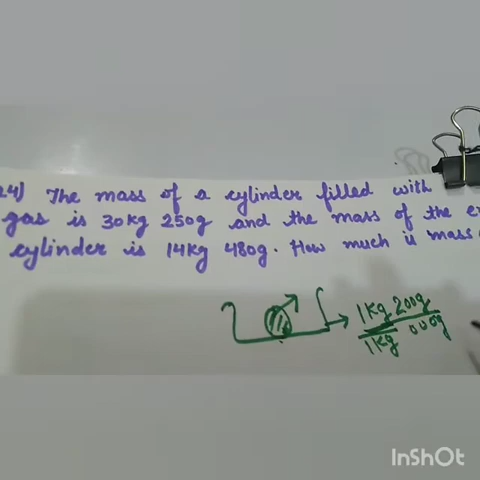 24) The mass of a cylinder filled with
gas is 30kg 250g and the mass of the
cylinder is 14kg 480g. How much is mass
1kg 200g
1kg 000g
InShOt